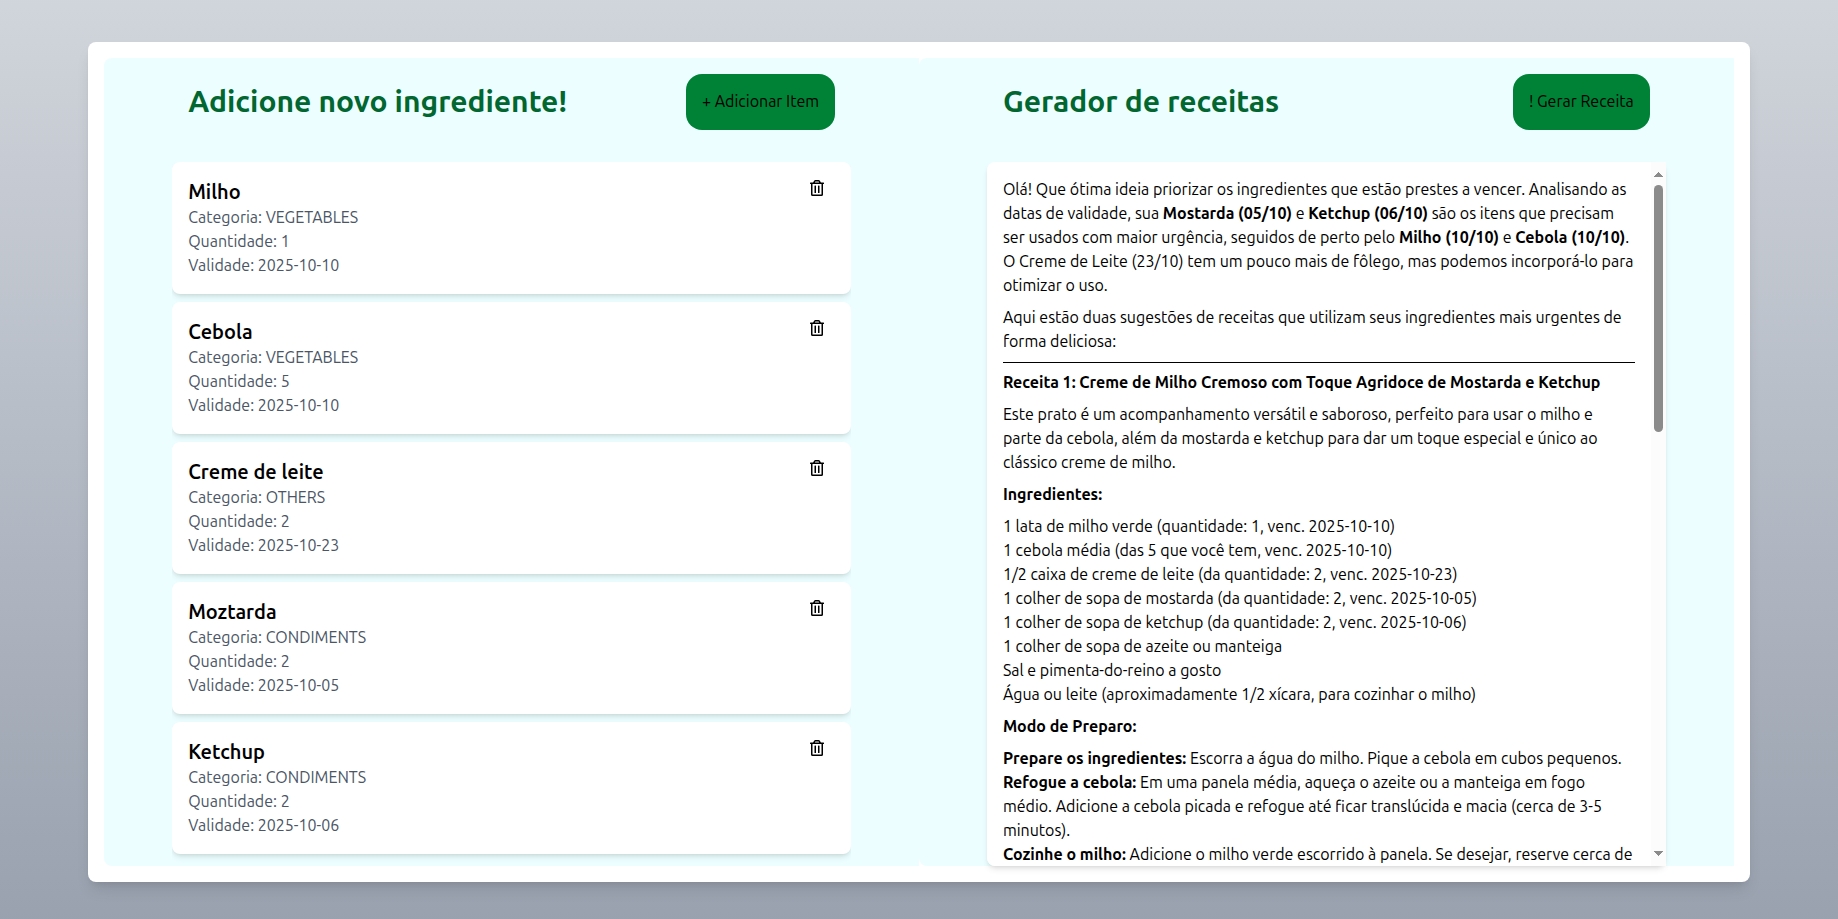 Adicione novo ingrediente!
+ Adicionar Item
Milho
Categoria: VEGETABLES
Quantidade: 1
Validade: 2025-10-10
Cebola
Categoria: VEGETABLES
Quantidade: 5
Validade: 2025-10-10
Creme de leite
Categoria: OTHERS
Quantidade: 2
Validade: 2025-10-23
Moztarda
Categoria: CONDIMENTS
Quantidade: 2
Validade: 2025-10-05
Ketchup
Categoria: CONDIMENTS
Quantidade: 2
Validade: 2025-10-06
Gerador de receitas
! Gerar Receita
Olá! Que ótima ideia priorizar os ingredientes que estão prestes a vencer. Analisando as
datas de validade, sua Mostarda (05/10) e Ketchup (06/10) são os itens que precisam
ser usados com maior urgência, seguidos de perto pelo Milho (10/10) e Cebola (10/10).
O Creme de Leite (23/10) tem um pouco mais de fôlego, mas podemos incorporá-lo para
otimizar o uso.
Aqui estão duas sugestões de receitas que utilizam seus ingredientes mais urgentes de
forma deliciosa:
Receita 1: Creme de Milho Cremoso com Toque Agridoce de Mostarda e Ketchup
Este prato é um acompanhamento versátil e saboroso, perfeito para usar o milho e
parte da cebola, além da mostarda e ketchup para dar um toque especial e único ao
clássico creme de milho.
Ingredientes:
1 lata de milho verde (quantidade: 1, venc. 2025-10-10)
1 cebola média (das 5 que você tem, venc. 2025-10-10)
1/2 caixa de creme de leite (da quantidade: 2, venc. 2025-10-23)
1 colher de sopa de mostarda (da quantidade: 2, venc. 2025-10-05)
1 colher de sopa de ketchup (da quantidade: 2, venc. 2025-10-06)
1 colher de sopa de azeite ou manteiga
Sal e pimenta-do-reino a gosto
Água ou leite (aproximadamente 1/2 xícara, para cozinhar o milho)
Modo de Preparo:
Prepare os ingredientes: Escorra a água do milho. Pique a cebola em cubos pequenos.
Refogue a cebola: Em uma panela média, aqueça o azeite ou a manteiga em fogo
médio. Adicione a cebola picada e refogue até ficar translúcida e macia (cerca de 3-5
minutos).
Cozinhe o milho: Adicione o milho verde escorrido à panela. Se desejar, reserve cerca de